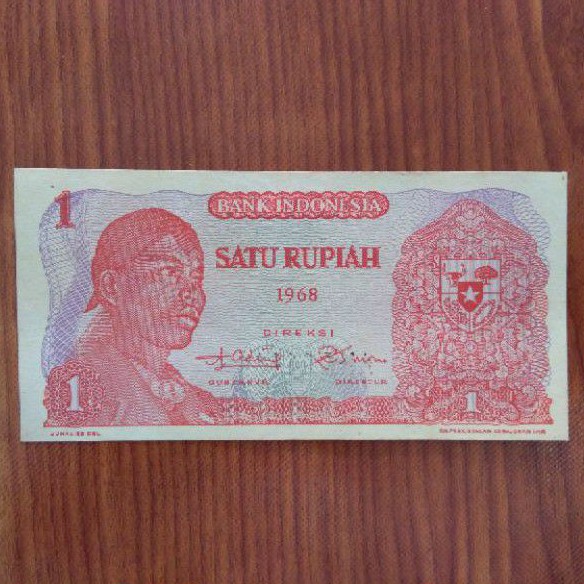 1
BANK INDONESIA
SATU RUPIAH
1968
DIREKSI
GUBERNUR DIREKTUR
1
1